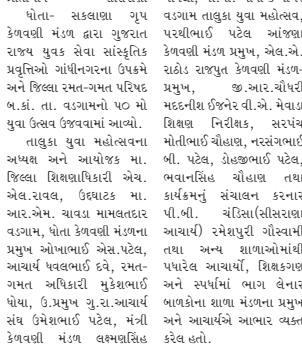 ધોતા- સકલાણા ગૃપ
કેળવણી મંડળ દ્વારા ગુજરાત
રાજ્ય યુવક સેવા સાંસ્કૃતિક
પ્રવૃત્તિઓ ગાંધીનગરના ઉપક્રમે
અને જિલ્લા રમત-ગમત પરિષદ
બ.કાં. તા. વડગામનો ૫૦ મો
યુવા ઉત્સવ ઉજવવામાં આવ્યો.
તાલુકા યુવા મહોત્સવના
અધ્યક્ષ અને આયોજક મા.
જિલ્લા શિક્ષણાધિકારી એચ.
એલ.રાવલ, ઉદ્દઘાટક મા.
આર.એમ. ચાવડા મામલતદાર
વડગામ, ધોતા કેળવણી મંડળના
પ્રમુખ ઓખાભાઈ એસ.પટેલ,
આચાર્ય ધવલભાઈ દવે, રમત-
ગમત અધિકારી મુકેશભાઈ
ધોયા, ઉ.પ્રમુખ ગુ.રા.આચાર્ય
સંઘ ઉમેશભાઈ પટેલ, મંત્રી
કેળવણી મંડળ લક્ષ્મણસિંહ
વડગામ તાલુકા યુવા મહોત્સવ,
પરથીભાઈ પટેલ આંજણા
કેળવણી મંડળ પ્રમુખ, એલ.એ.
રાઠોડ રાજપુત કેળવણી મંડળ-
પ્રમુખ, જી.આર.ચૌધરી
મદદનીશ ઈજનેર વી.એ. મેવાડા
શિક્ષણ નિરીક્ષક, સરપંચ
મોતીભાઈ ચૌહાણ, નરસંગભાઈ
બી. પટેલ, ડોહજીભાઈ પટેલ,
ભવાનસિંહ ચૌહાણ તથા
કાર્યક્રમનું સંચાલન કરનાર
પી.બી. ચંડિસા(સીસરાણા
આચાર્ય) રમેશપુરી ગૌસ્વામી
તથા અન્ય શાળાઓમાંથી
પધારેલ આચાર્યો, શિક્ષકગણ
અને સ્પર્ધામાં ભાગ લેનાર
બાળકોના શાળા મંડળના પ્રમુખ
અને આચાર્યએ આભાર વ્યક્ત
કરેલ હતો.